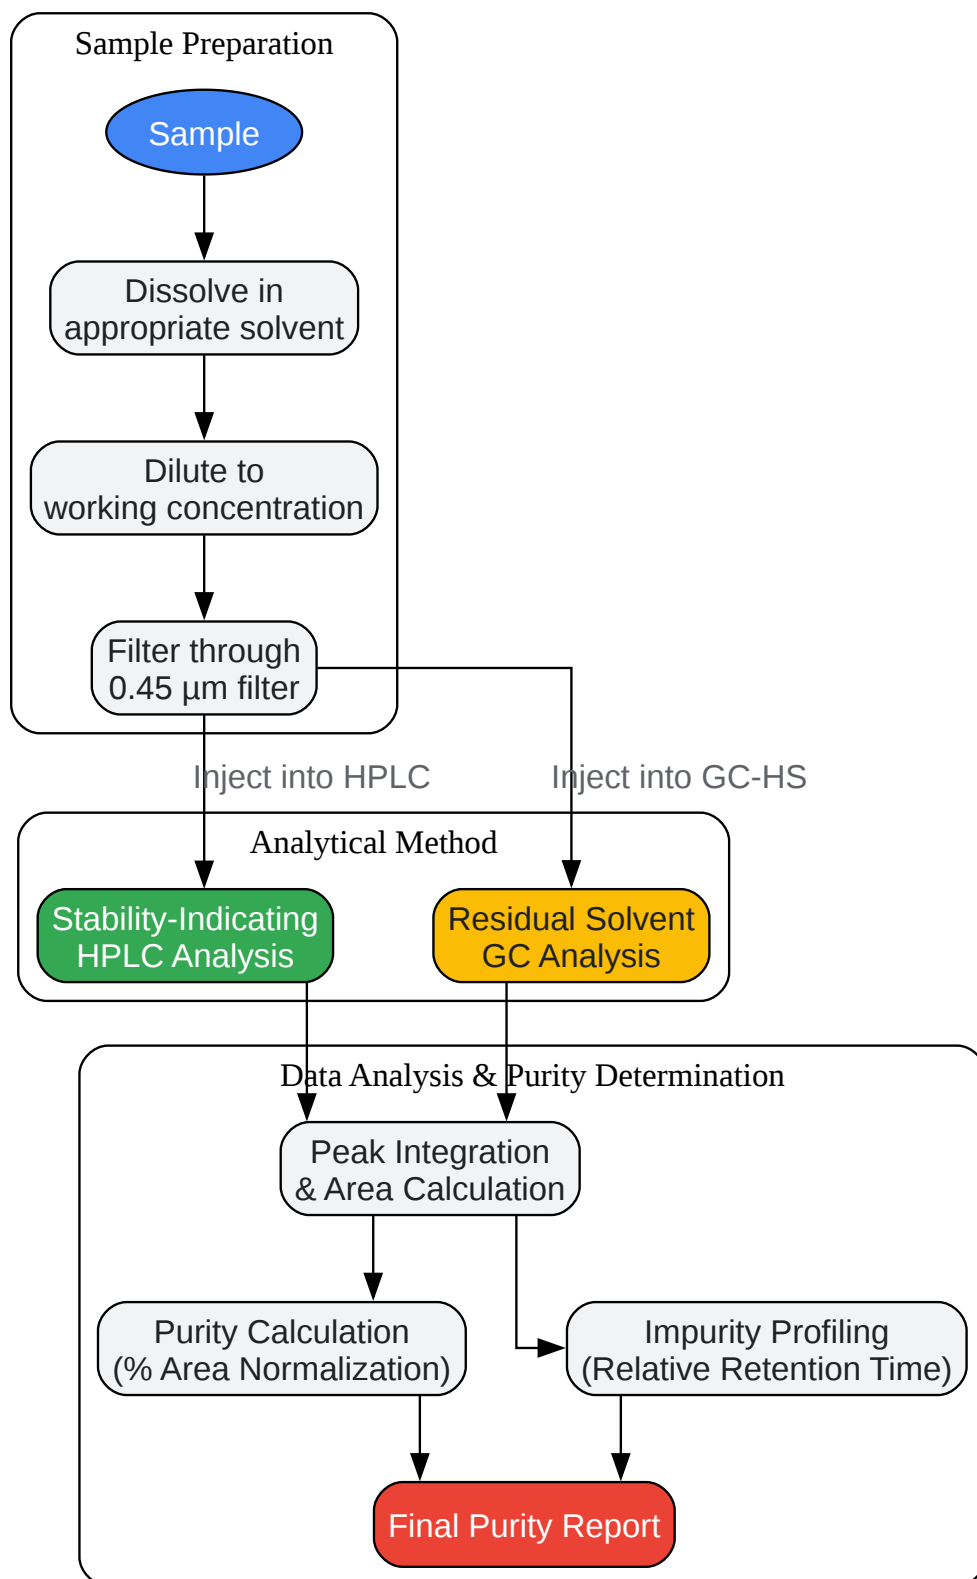 Sample Preparation
Sample
Dissolve in
appropriate solvent
Dilute to
working concentration
Filter through
0.45 µm filter
Inject into HPLC
Inject into GC-HS
Analytical Method
Stability-Indicating
HPLC Analysis
Residual Solvent
GC Analysis
Data Analysis & Purity Determination
Peak Integration
& Area Calculation
Purity Calculation
(% Area Normalization)
Impurity Profiling
(Relative Retention Time)
Final Purity Report